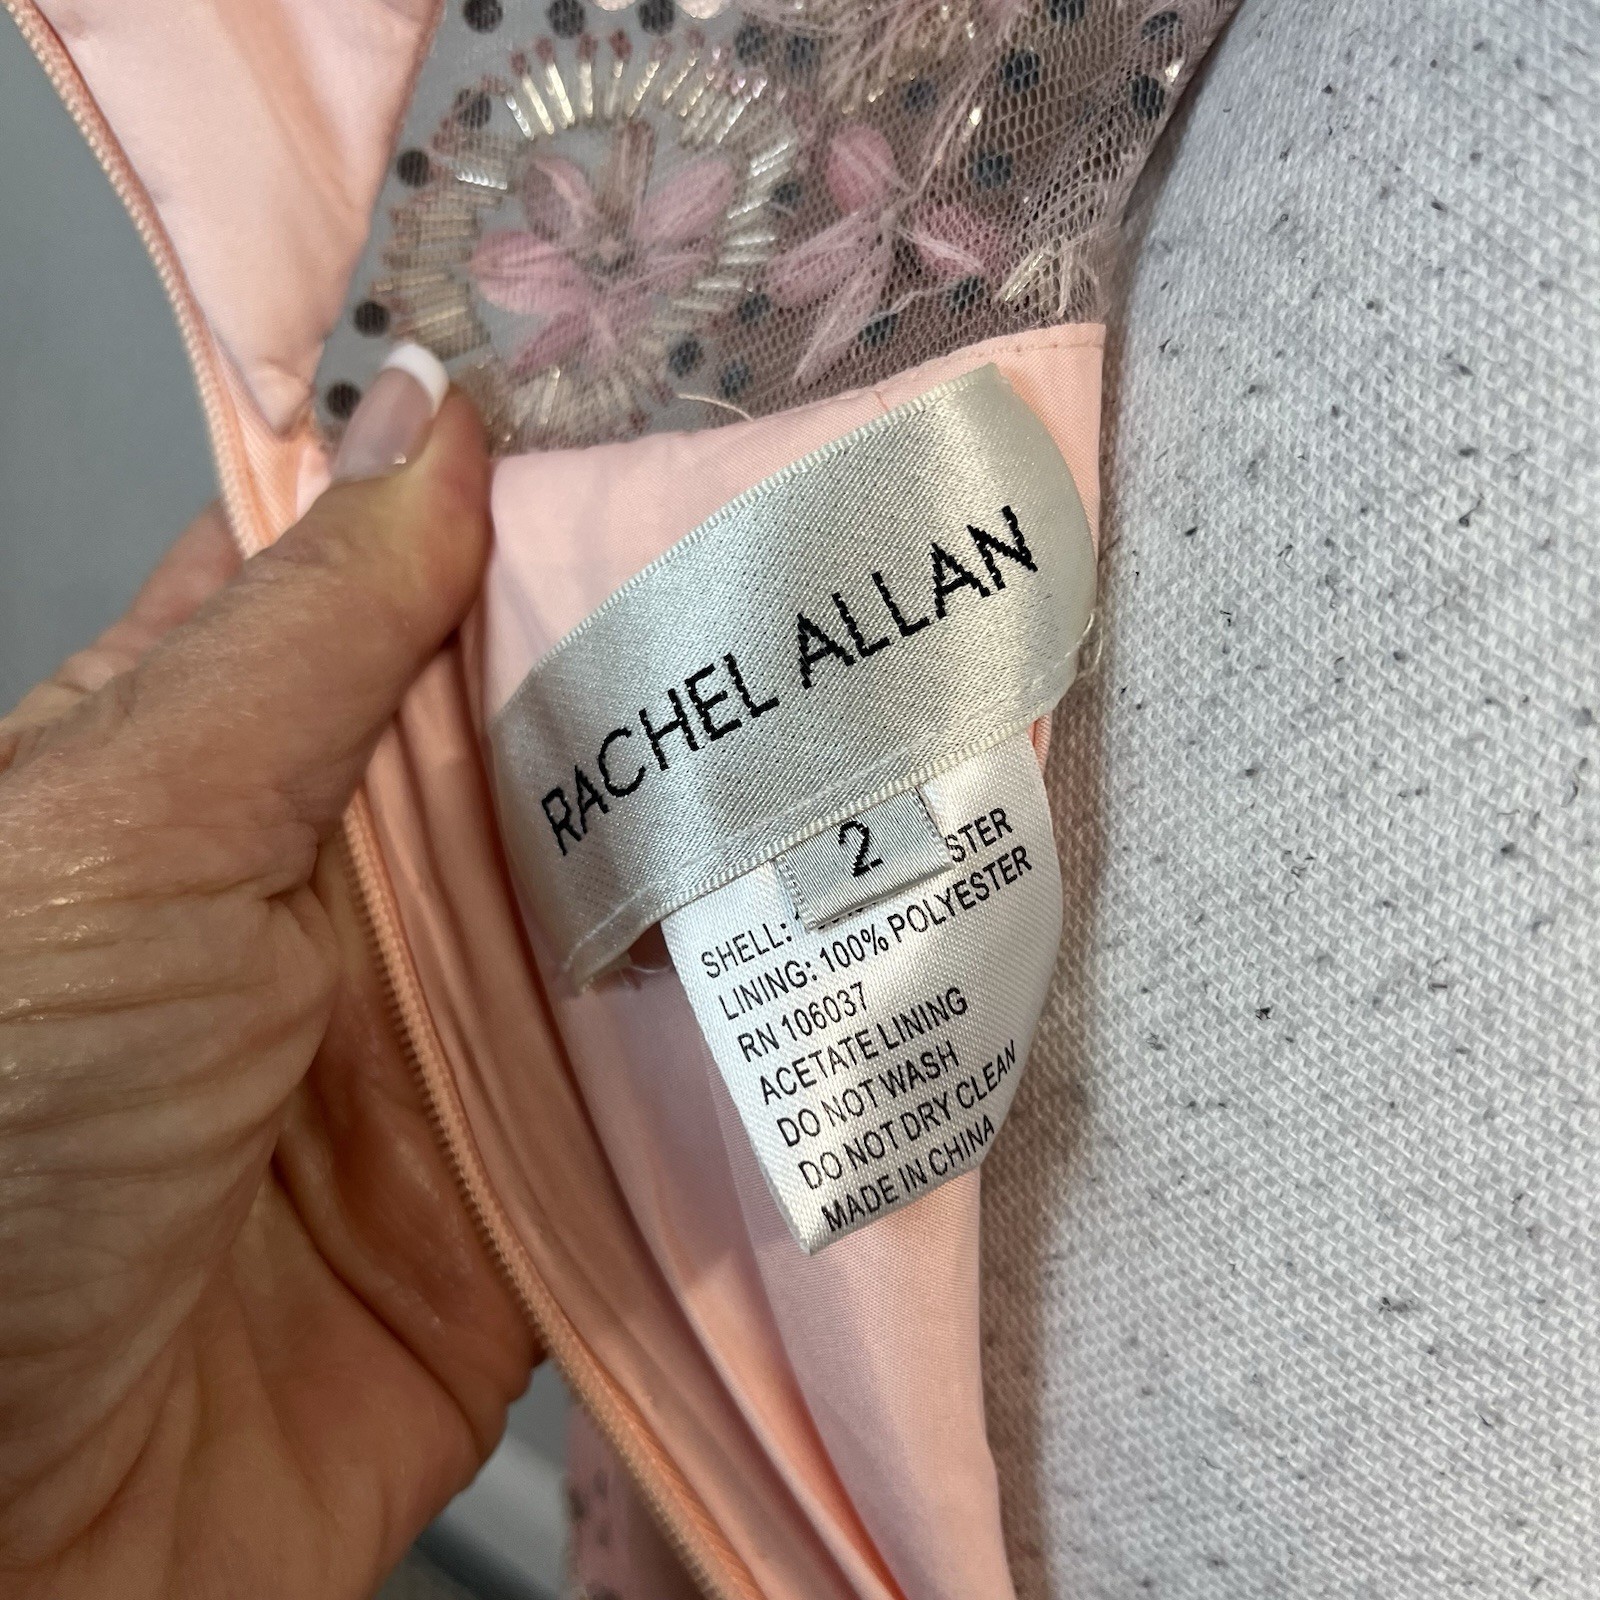 RACHEL ALLAN
2
SHELL: STER
LINING: 100% POLYESTER
RN 106037
ACETATE LINING
DO NOT WASH
DO NOT DRY CLEAN
MADE IN CHINA